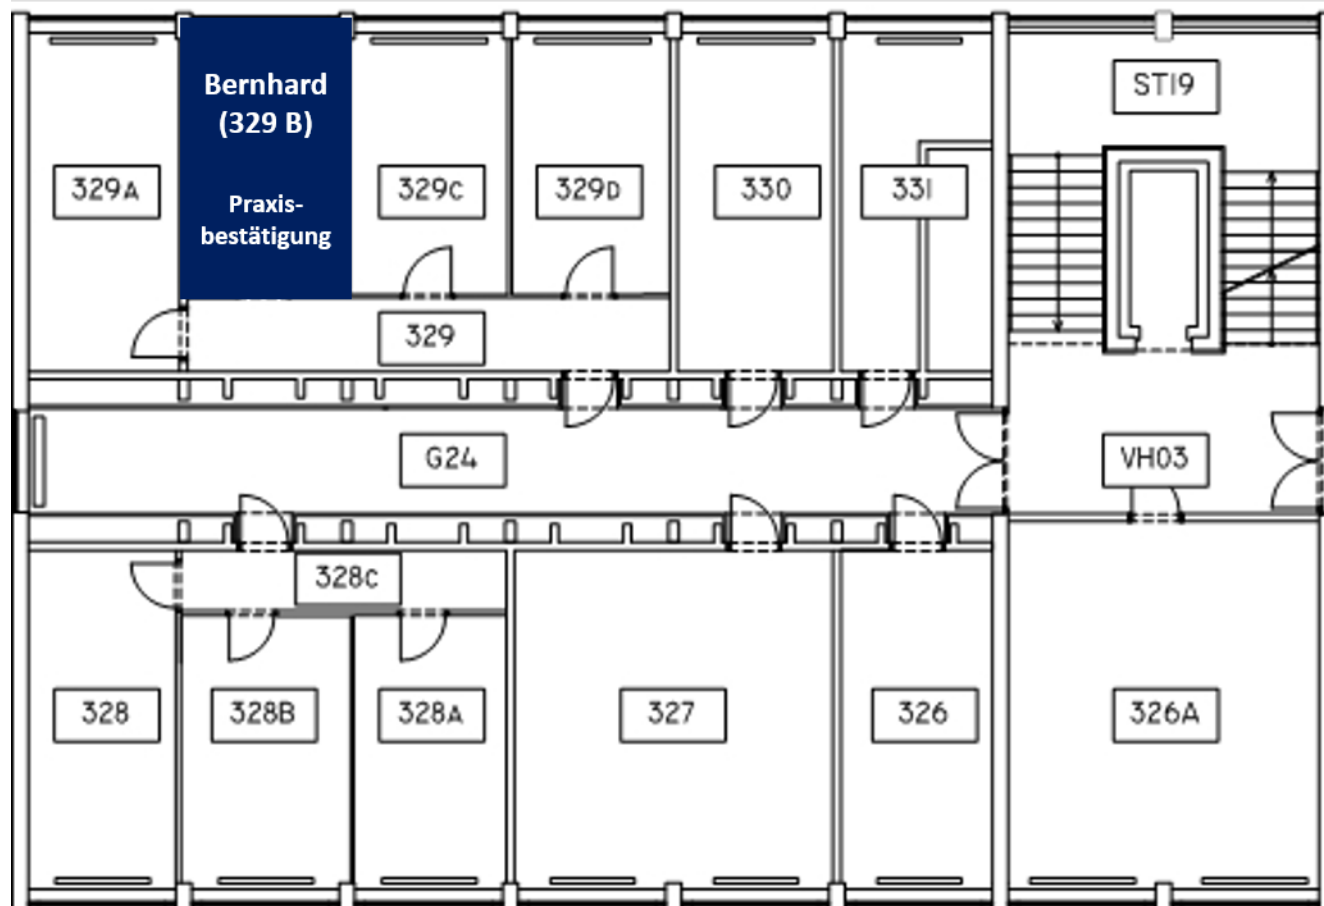 Bernhard
(329 B)
Praxis-
bestätigung
329A
329C
329D
330
331
ST19
329
G24
VH03
328C
328
328B
328A
327
326
326A